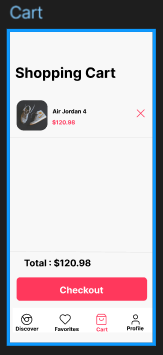 Cart
Shopping Cart
Air Jordan 4
$120.98
Total : $120.98
Checkout
Discover
Favorites
Cart
Profile